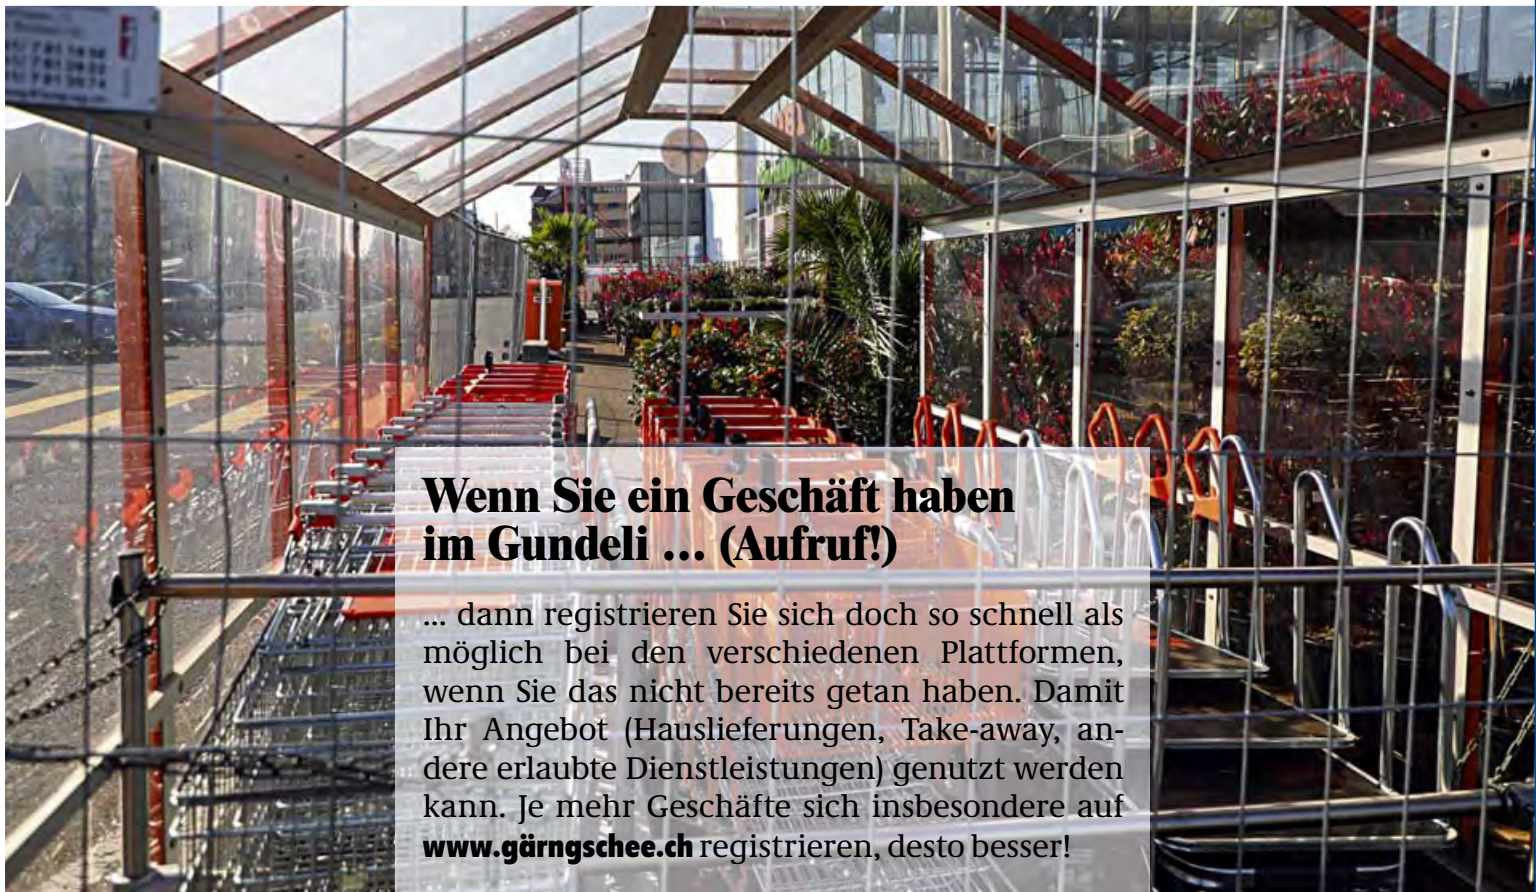 Wenn Sie ein Geschäft haben
im Gundeli ... (Aufruf!)
... dann registrieren Sie sich doch so schnell als
möglich bei den verschiedenen Plattformen,
wenn Sie das nicht bereits getan haben. Damit
Ihr Angebot (Hauslieferungen, Take-away, an-
dere erlaubte Dienstleistungen) genutzt werden
kann. Je mehr Geschäfte sich insbesondere auf
www.gärngschee.ch registrieren, desto besser!